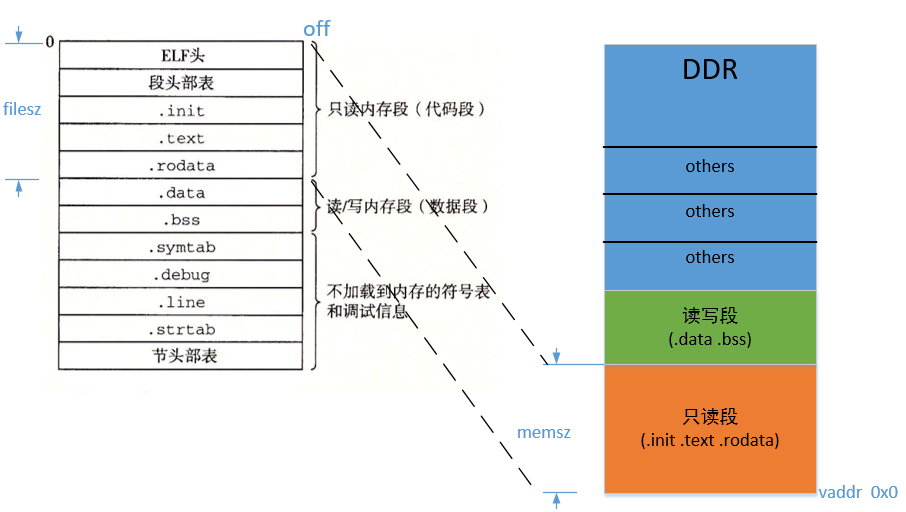 off
0
filesz
ELF头
段头部表
.init
.text
.rodata
.data
.bss
.symtab
.debug
.line
.strtab
节头部表
只读内存段（代码段）
读/写内存段（数据段）
不加载到内存的符号表
和调试信息
memsz
DDR
others
others
others
读写段
(.data .bss)
只读段
(.init .text .rodata)
vaddr 0x0